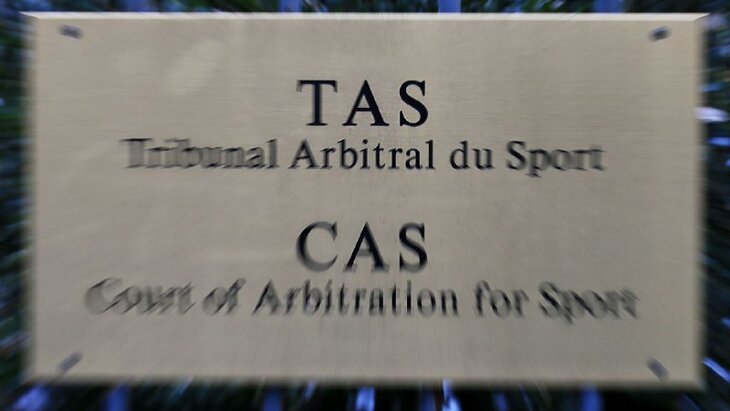 TAS
Tribunal Arbitral du Sport
CAS
Court of Arbitration for Sport